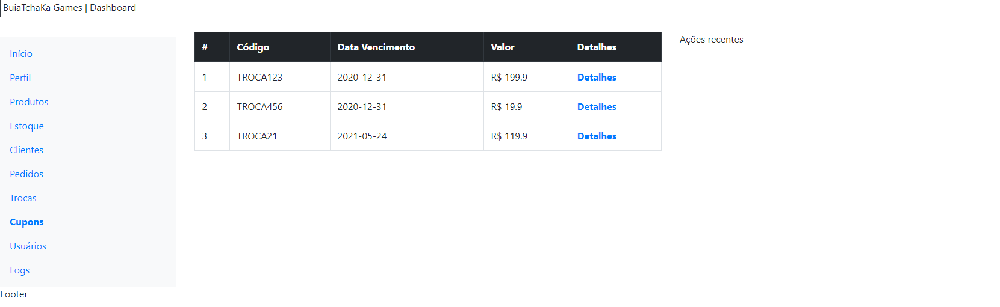 BuiaTchaKa Games | Dashboard
Início
Perfil
Produtos
Estoque
Clientes
Pedidos
Trocas
Cupons
Usuários
Logs
# Código Data Vencimento Valor Detalhes
1 TROCA123 2020-12-31 R$ 199.9 Detalhes
2 TROCA456 2020-12-31 R$ 19.9 Detalhes
3 TROCA21 2021-05-24 R$ 119.9 Detalhes
Ações recentes
Footer